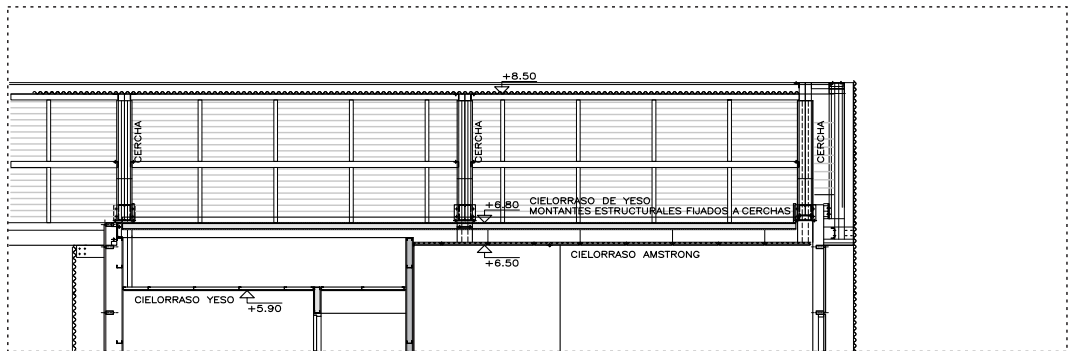 +8.50
CERCHA
CERCHA
CERCHA
+6.80
CIELORRASO DE YESO
MONTANTES ESTRUCTURALES FIJADOS A CERCHAS
+6.50
CIELORRASO AMSTRONG
CIELORRASO YESO
+5.90